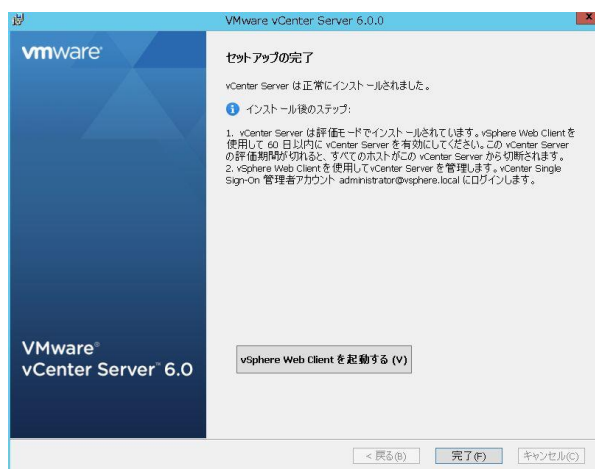 VMware vCenter Server 6.0.0
vmware®
セットアップの完了
vCenter Server は正常にインストールされました。
インストール後のステップ:
1. vCenter Server は評価モードでインストールされています。vSphere Web Client を
使用して 60 日以内に vCenter Server を有効にしてください。この vCenter Server
の評価期間が切れると、すべてのホストがこの vCenter Server から切断されます。
2. vSphere Web Client を使用して vCenter Server を管理します。vCenter Single
Sign-On 管理者アカウント administrator@vsphere.local にログインします。
VMware®
vCenter Server™ 6.0
vSphere Web Client を起動する (V)
< 戻る(B)
完了(F)
キャンセル(C)